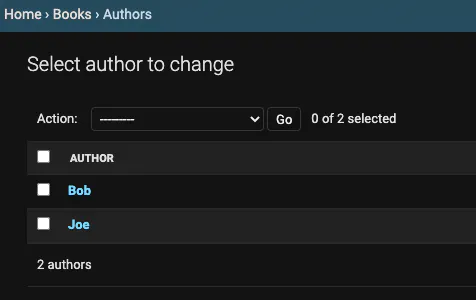 Home › Books › Authors
Select author to change
Action: --------- Go 0 of 2 selected
AUTHOR
Bob
Joe
2 authors